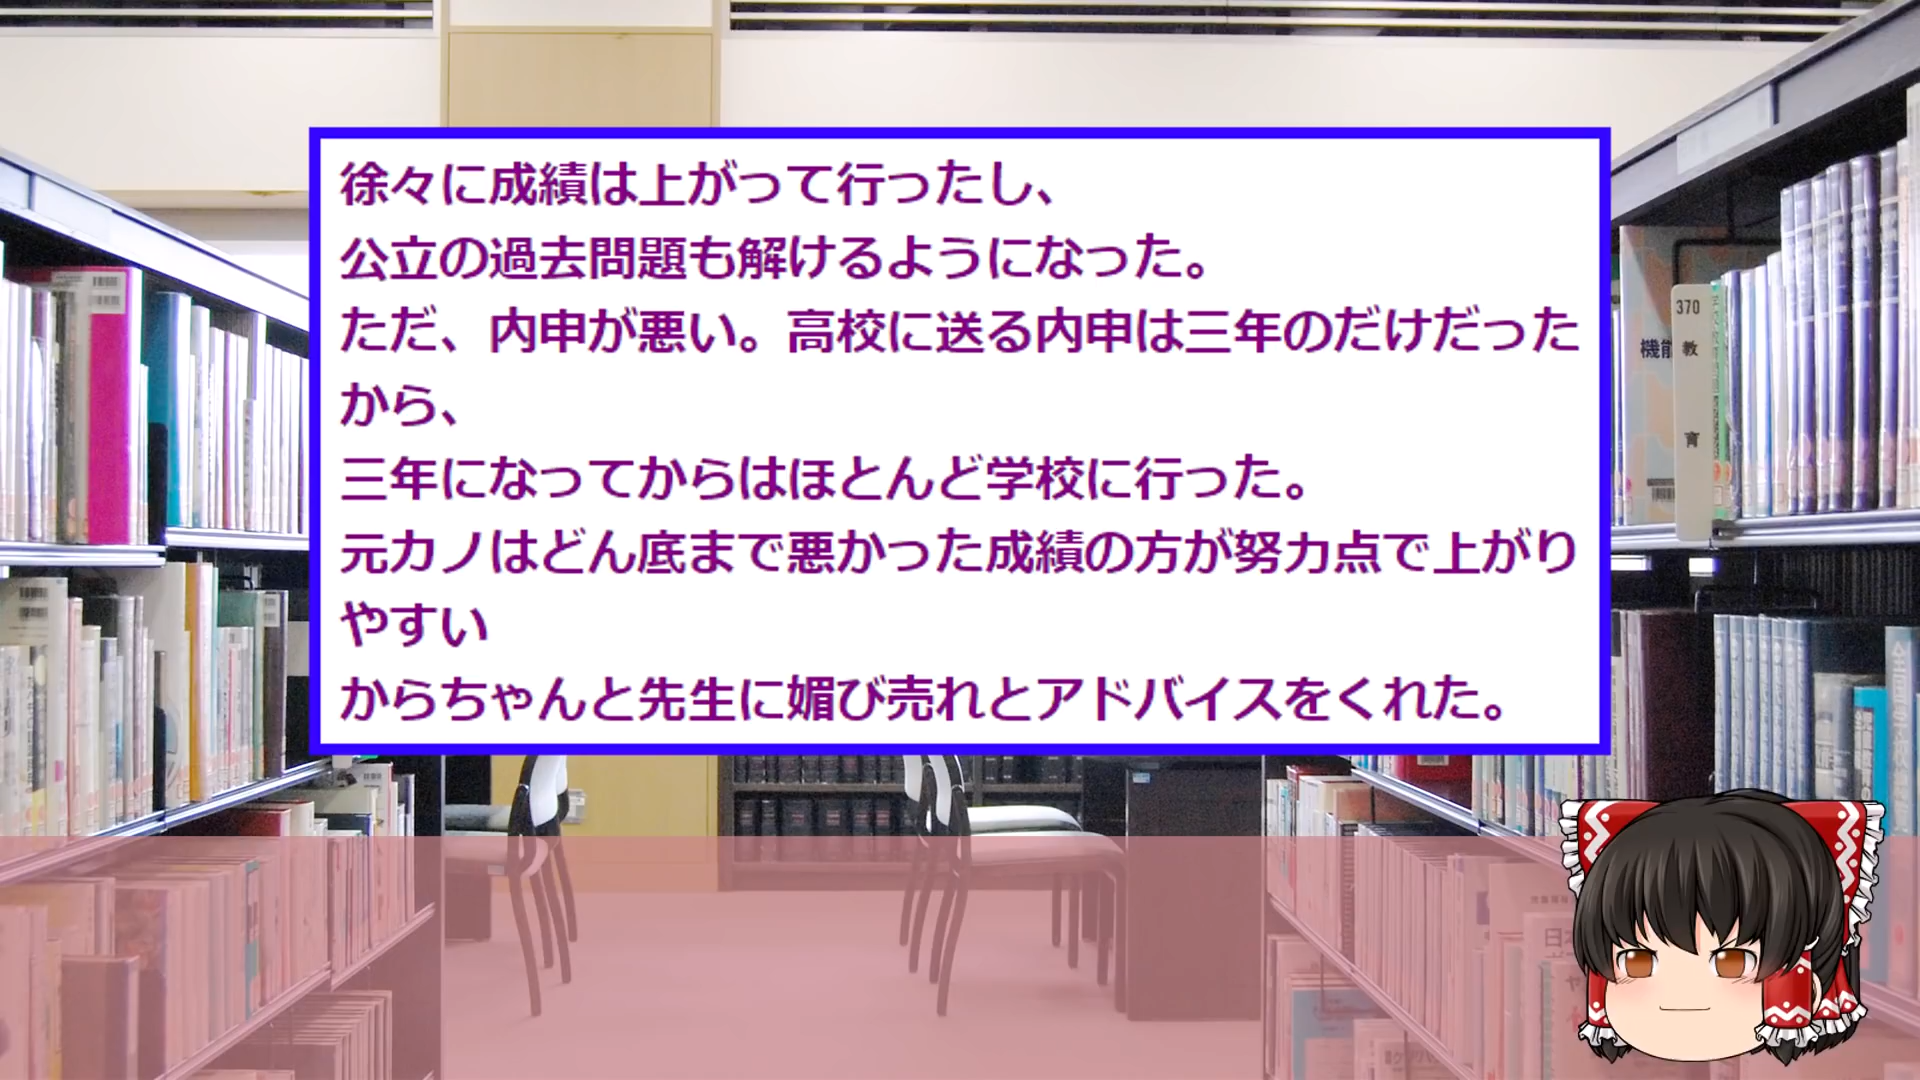 徐々に成績は上がって行ったし、
公立の過去問題も解けるようになった。
ただ、内申が悪い。高校に送る内申は三年のだけだった
から、
三年になってからはほとんど学校に行った。
元カノはどん底まで悪かった成績の方が努力点で上がり
やすい
からちゃんと先生に媚び売れとアドバイスをくれた。
370
教
育
機能